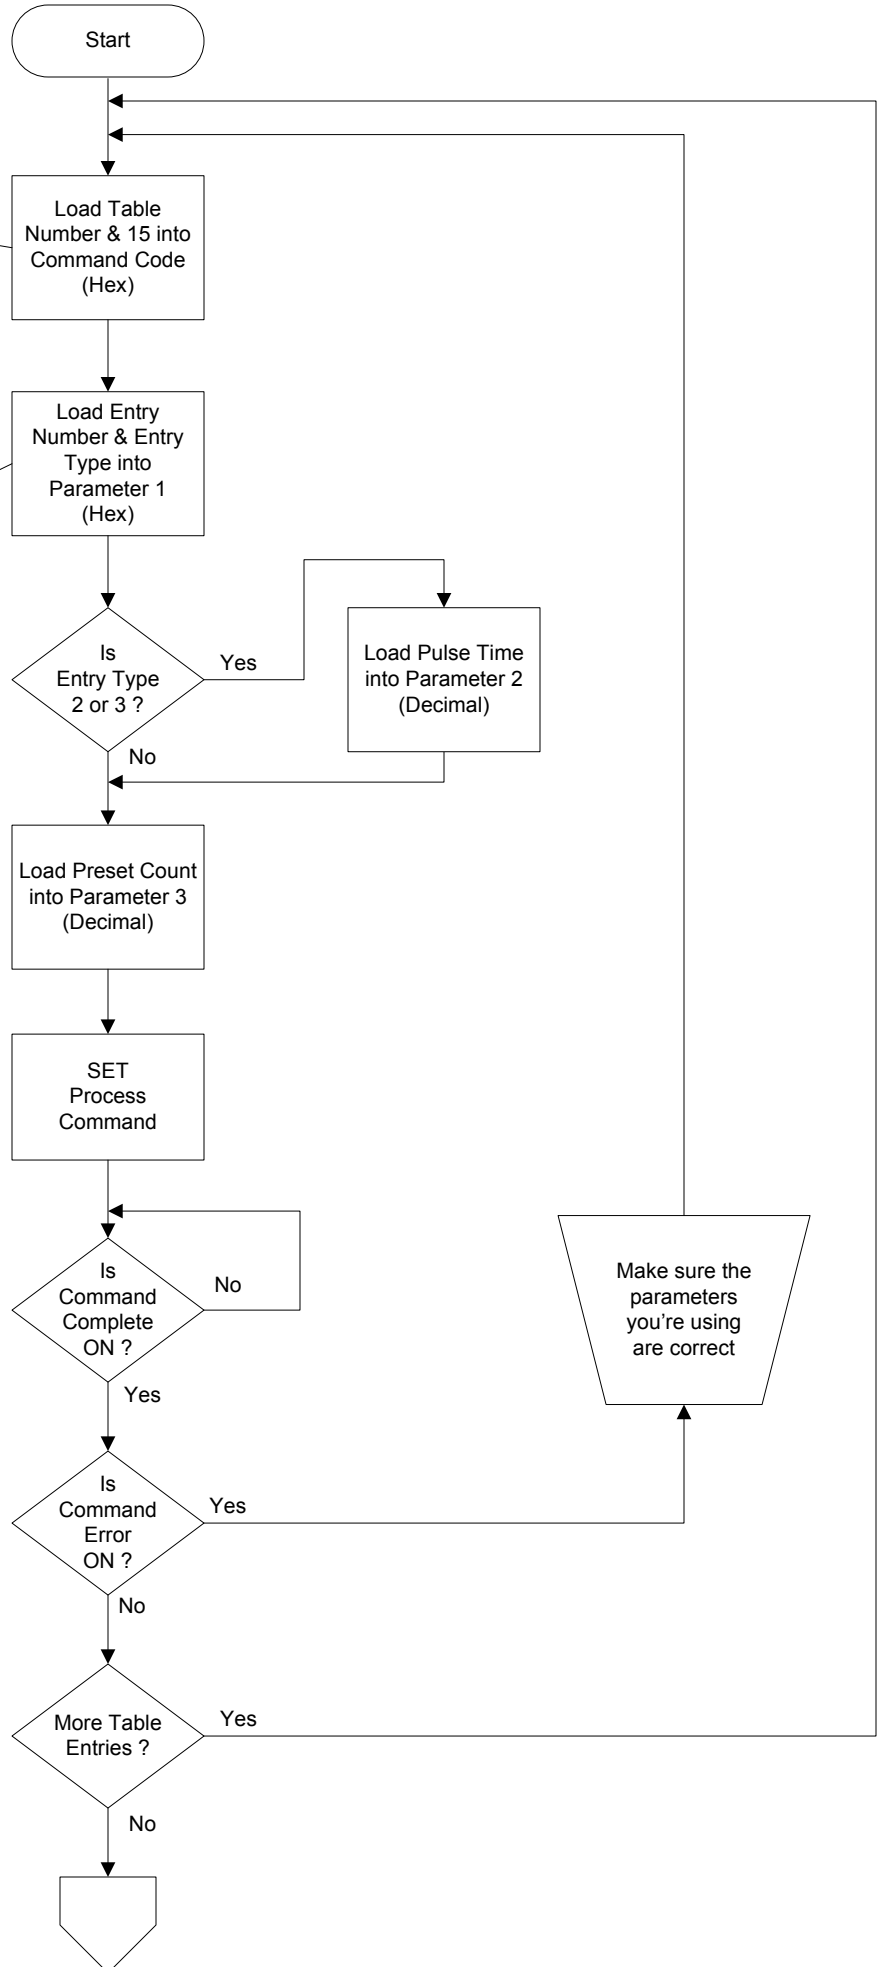 Start
Load Table
Number & 15 into
Command Code
(Hex)
Load Entry
Number & Entry
Type into
Parameter 1
(Hex)
Is
Entry Type
2 or 3 ?
Yes
Load Pulse Time
into Parameter 2
(Decimal)
No
Load Preset Count
into Parameter 3
(Decimal)
SET
Process
Command
Is
Command
Complete
ON ?
No
Make sure the
parameters
you're using
are correct
Yes
Is
Command
Error
ON ?
Yes
No
More Table
Entries ?
Yes
No